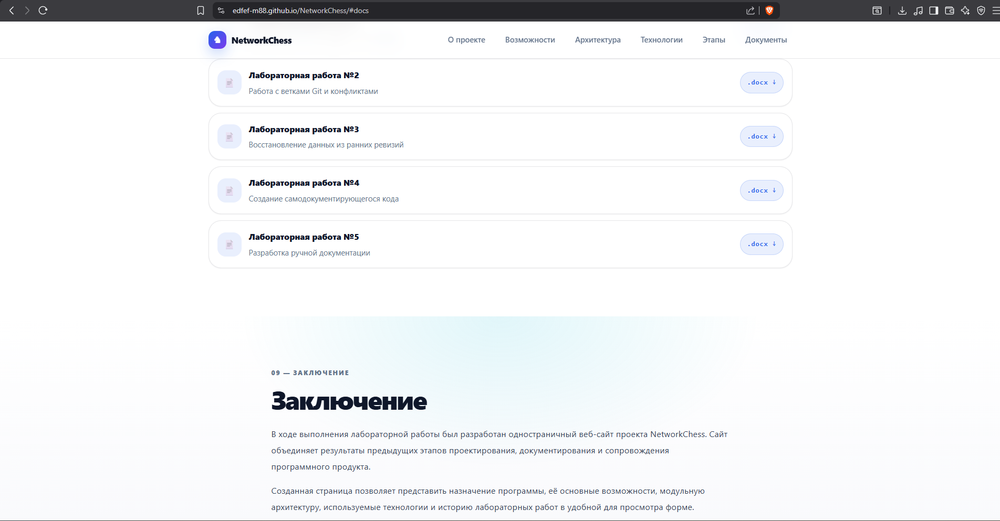 edfef-m88.github.io/NetworkChess/#docs
NetworkChess
О проекте
Возможности
Архитектура
Технологии
Этапы
Документы
Лабораторная работа №2
Работа с ветками Git и конфликтами
.docx ↓
Лабораторная работа №3
Восстановление данных из ранних ревизий
.docx ↓
Лабораторная работа №4
Создание самодокументирующегося кода
.docx ↓
Лабораторная работа №5
Разработка ручной документации
.docx ↓
09 — ЗАКЛЮЧЕНИЕ
Заключение
В ходе выполнения лабораторной работы был разработан одностраничный веб-сайт проекта NetworkChess. Сайт
объединяет результаты предыдущих этапов проектирования, документирования и сопровождения
программного продукта.
Созданная страница позволяет представить назначение программы, её основные возможности, модульную
архитектуру, используемые технологии и историю лабораторных работ в удобной для просмотра форме.